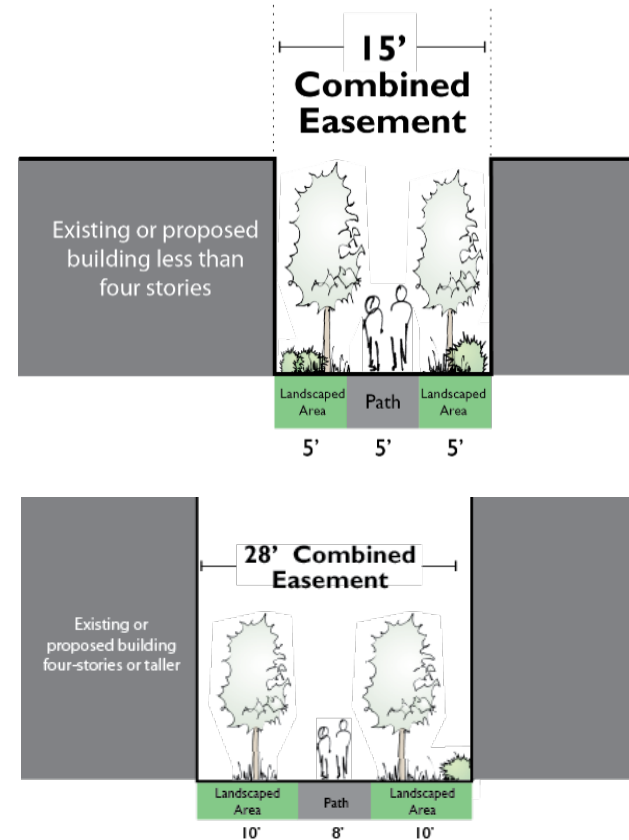 15’
Combined
Easement
Existing or proposed
building less than
four stories
Landscaped
Area
Path
Landscaped
Area
5’
5’
5’
28’ Combined
Easement
Existing or
proposed building
four-stories or taller
Landscaped
Area
Path
Landscaped
Area
10’
8’
10’